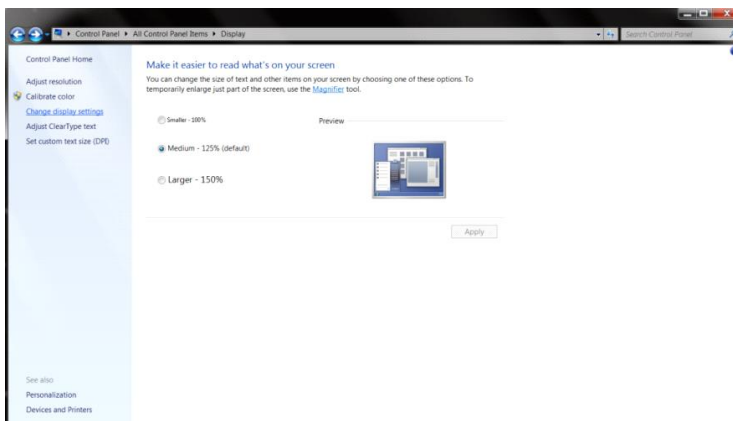 Control Panel ▸ All Control Panel Items ▸ Display
Search Control Panel
Control Panel Home
Adjust resolution
Calibrate color
Change display settings
Adjust ClearType text
Set custom text size (DPI)
See also
Personalization
Devices and Printers
Make it easier to read what's on your screen
You can change the size of text and other items on your screen by choosing one of these options. To
temporarily enlarge just part of the screen, use the Magnifier tool.
Smaller - 100%
Preview
Medium - 125% (default)
Larger - 150%
Apply